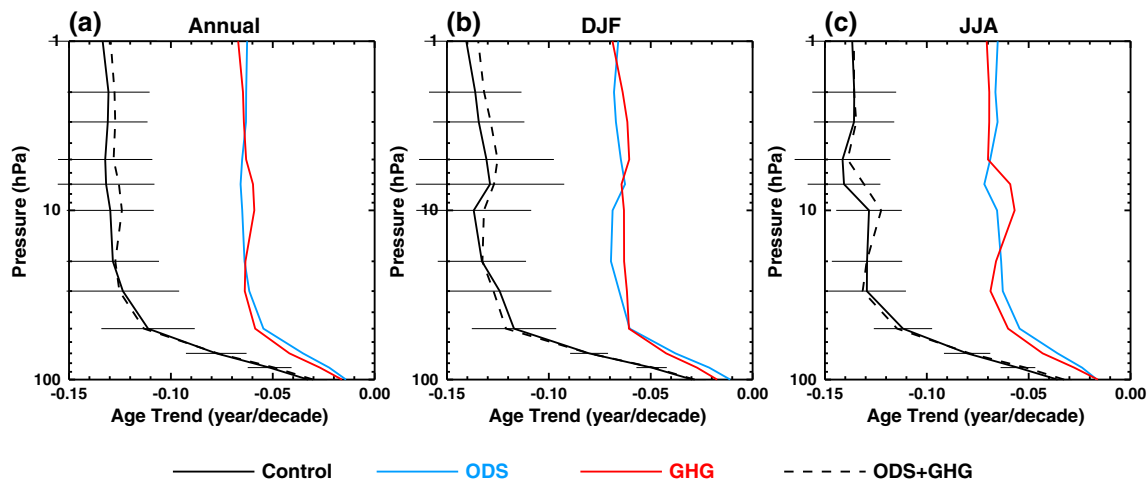 (a) Annual (b) DJF (c) JJA
1 1 1
Pressure (hPa) Pressure (hPa) Pressure (hPa)
10 10 10
100 100 100
-0.15 -0.10 -0.05 0.00 -0.15 -0.10 -0.05 0.00 -0.15 -0.10 -0.05 0.00
Age Trend (year/decade) Age Trend (year/decade) Age Trend (year/decade)
Control ODS GHG ODS+GHG